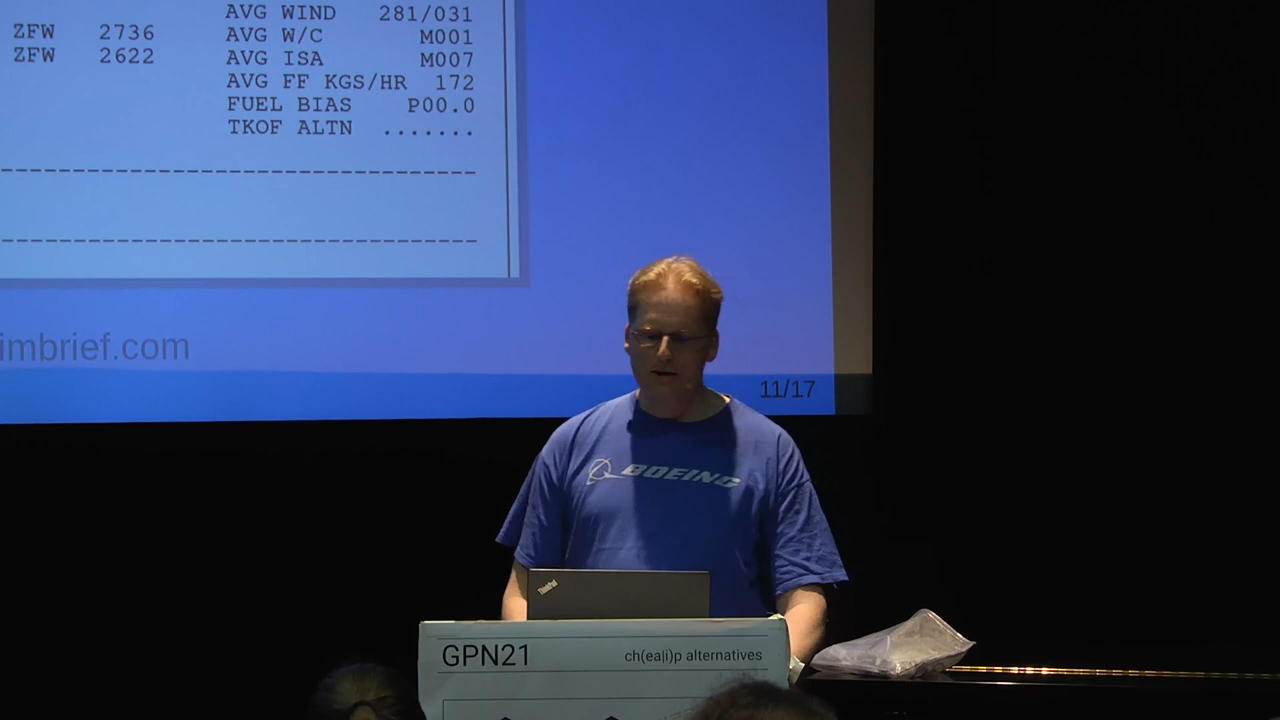 AVG WIND 281/031
ZFW 2736 AVG W/C M001
ZFW 2622 AVG ISA M007
AVG FF KGS/HR 172
FUEL BIAS P00.0
TKOF ALTN .......
imbrief.com
11/17
BOEING
ThinkPad
GPN21 ch(ea|i)p alternatives